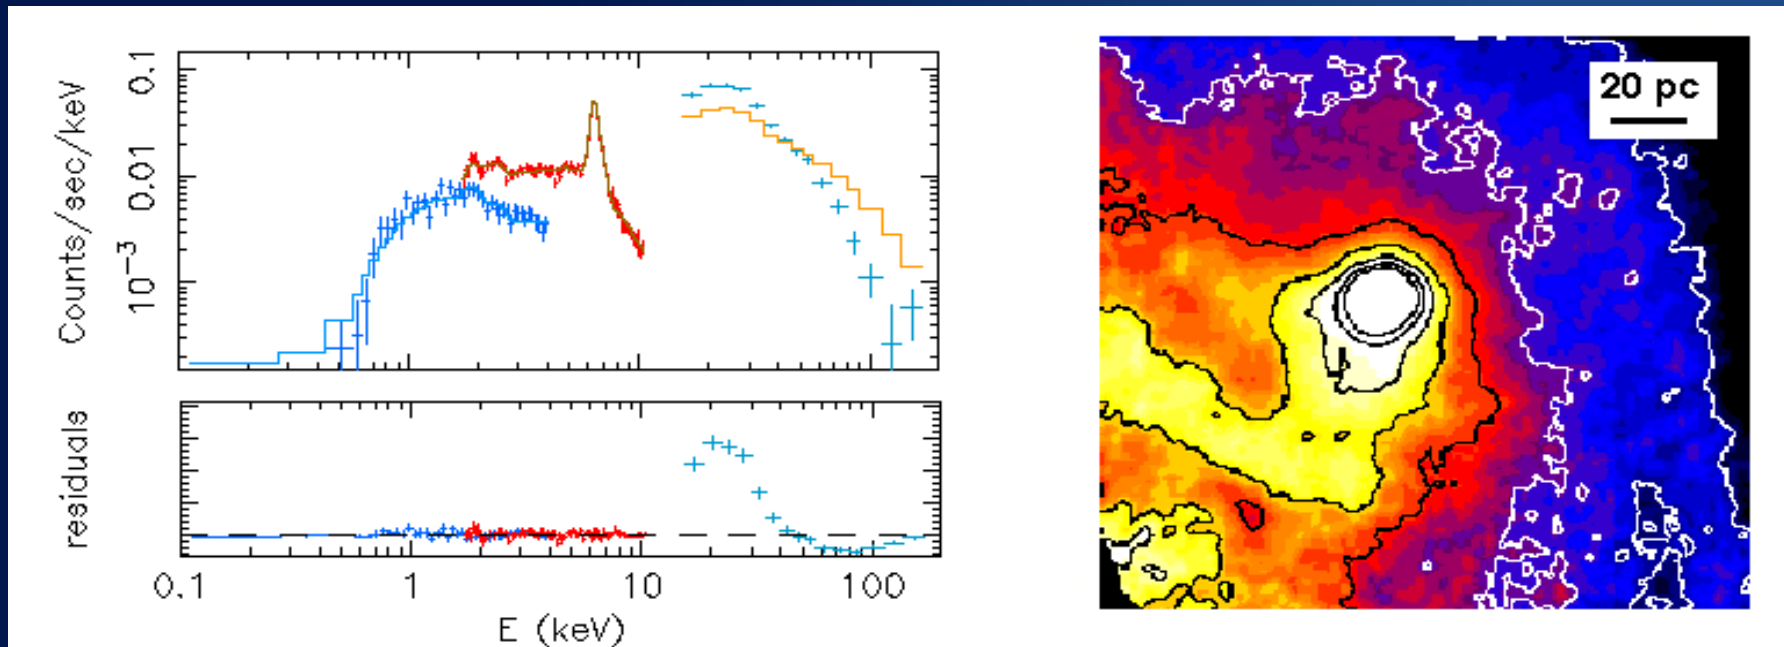 Counts/sec/keV
0.1
0.01
10⁻³
residuals
0.1 1 10 100
E (keV)
20 pc